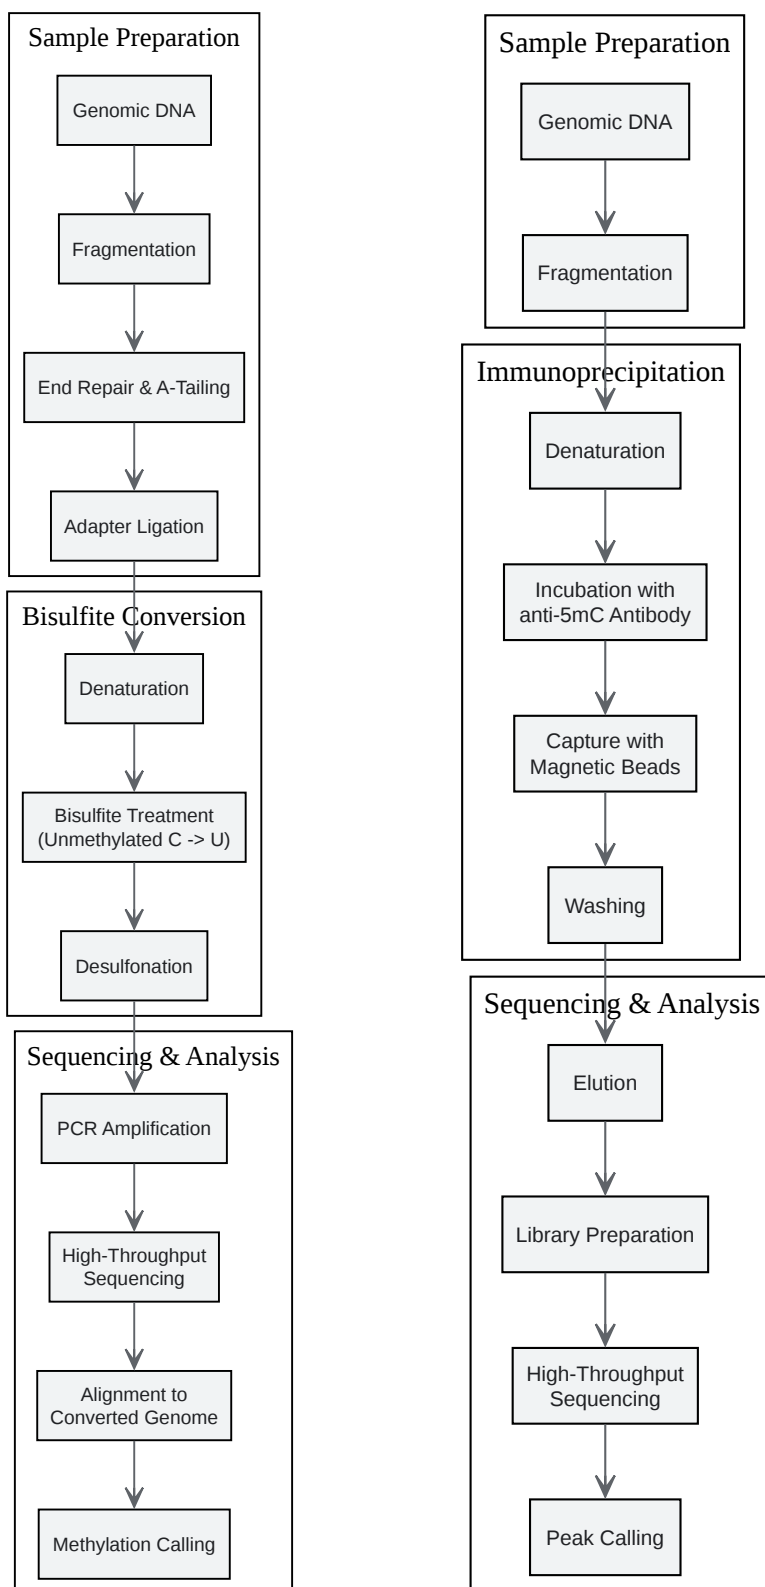 Sample Preparation
Genomic DNA
Fragmentation
End Repair & A-Tailing
Adapter Ligation
Bisulfite Conversion
Denaturation
Bisulfite Treatment
(Unmethylated C -> U)
Desulfonation
Sequencing & Analysis
PCR Amplification
High-Throughput
Sequencing
Alignment to
Converted Genome
Methylation Calling
Sample Preparation
Genomic DNA
Fragmentation
Immunoprecipitation
Denaturation
Incubation with
anti-5mC Antibody
Capture with
Magnetic Beads
Washing
Sequencing & Analysis
Elution
Library Preparation
High-Throughput
Sequencing
Peak Calling